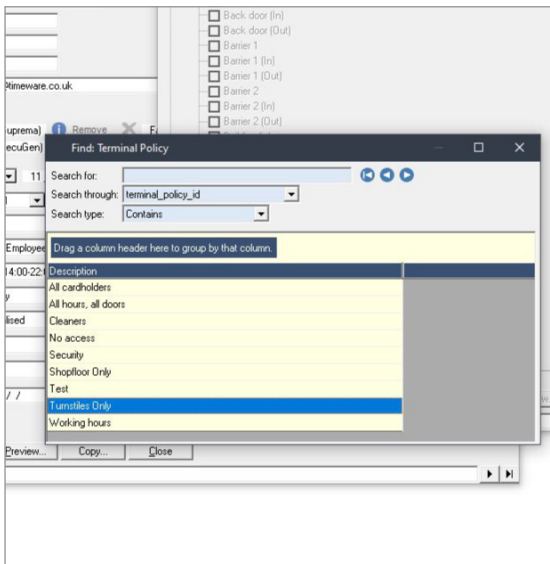 Back door (In)
Back door (Out)
Barrier 1
Barrier 1 (In)
Barrier 1 (Out)
Barrier 2
Barrier 2 (In)
Barrier 2 (Out)
@timeware.co.uk
uprema) Remove
ecuGen)
Find: Terminal Policy
11
Search for:
Search through: terminal_policy_id
Search type: Contains
Employee
Drag a column header here to group by that column.
14:00-22:
Description
All cardholders
All hours, all doors
Cleaners
lised
No access
Security
Shopfloor Only
Test
/ /
Turnstiles Only
Working hours
Preview... Copy... Close